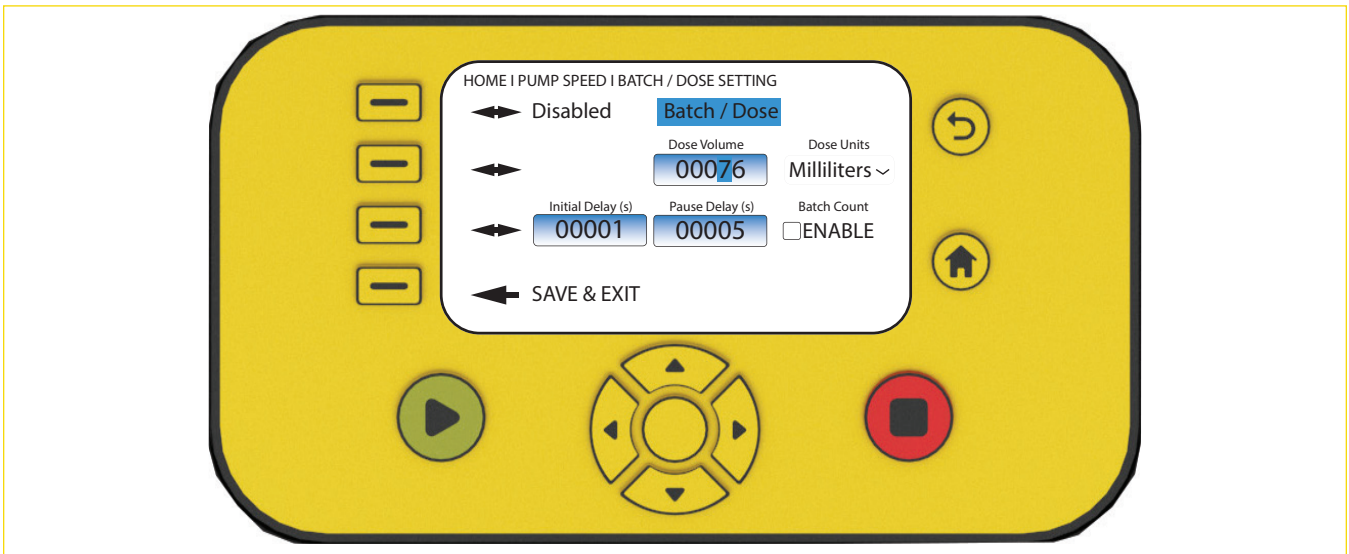 HOME I PUMP SPEED I BATCH / DOSE SETTING
Disabled Batch / Dose
Dose Volume Dose Units
00076 Milliliters
Initial Delay (s) Pause Delay (s) Batch Count
00001 00005 ENABLE
SAVE & EXIT